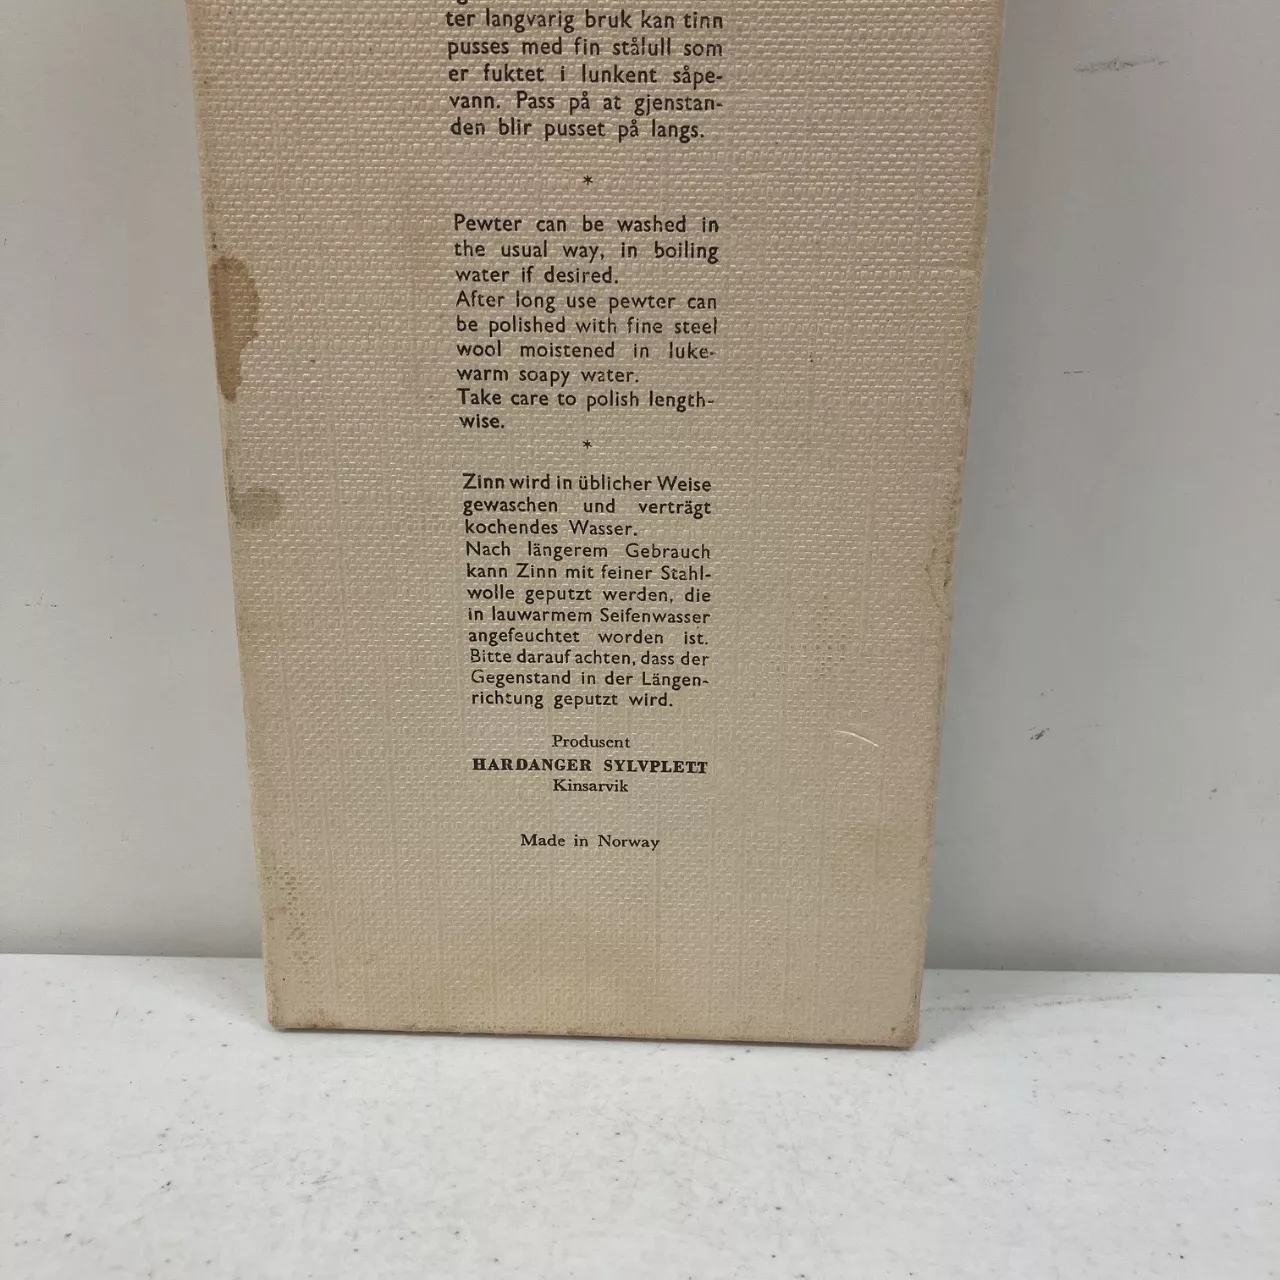 ter langvarig bruk kan tinn
pusses med fin stålull som
er fuktet i lunkent såpe-
vann. Pass på at gjenstan-
den blir pusset på langs.
*
Pewter can be washed in
the usual way, in boiling
water if desired.
After long use pewter can
be polished with fine steel
wool moistened in luke-
warm soapy water.
Take care to polish length-
wise.
*
Zinn wird in üblicher Weise
gewaschen und verträgt
kochendes Wasser.
Nach längerem Gebrauch
kann Zinn mit feiner Stahl-
wolle geputzt werden, die
in lauwarmem Seifenwasser
angefeuchtet worden ist.
Bitte darauf achten, dass der
Gegenstand in der Längen-
richtung geputzt wird.
Produsent
HARDANGER SYLVPLETT
Kinsarvik
Made in Norway